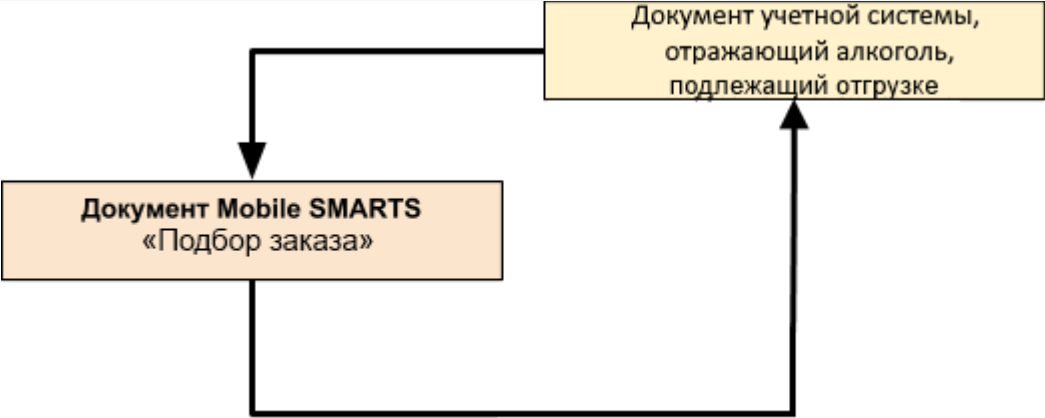 Документ учетной системы,
отражающий алкоголь,
подлежащий отгрузке
Документ Mobile SMARTS
«Подбор заказа»